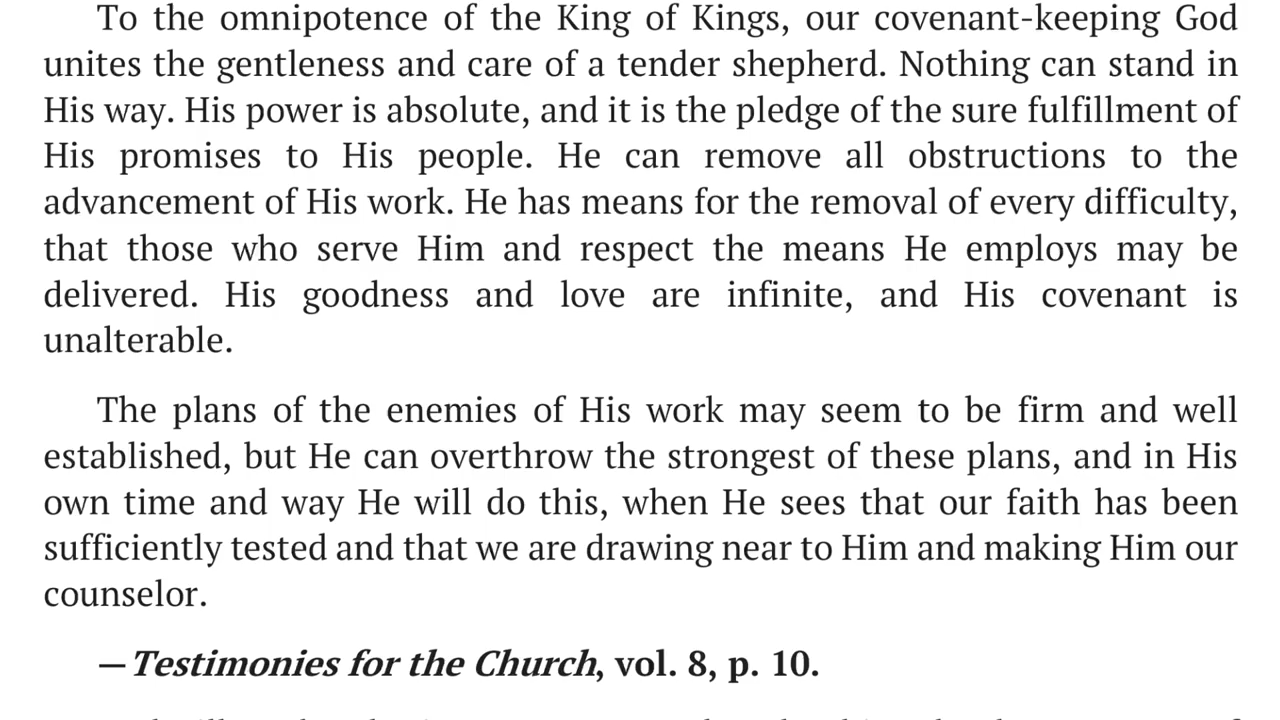 To the omnipotence of the King of Kings, our covenant-keeping God
unites the gentleness and care of a tender shepherd. Nothing can stand in
His way. His power is absolute, and it is the pledge of the sure fulfillment of
His promises to His people. He can remove all obstructions to the
advancement of His work. He has means for the removal of every difficulty,
that those who serve Him and respect the means He employs may be
delivered. His goodness and love are infinite, and His covenant is
unalterable.
The plans of the enemies of His work may seem to be firm and well
established, but He can overthrow the strongest of these plans, and in His
own time and way He will do this, when He sees that our faith has been
sufficiently tested and that we are drawing near to Him and making Him our
counselor.
—Testimonies for the Church, vol. 8, p. 10.